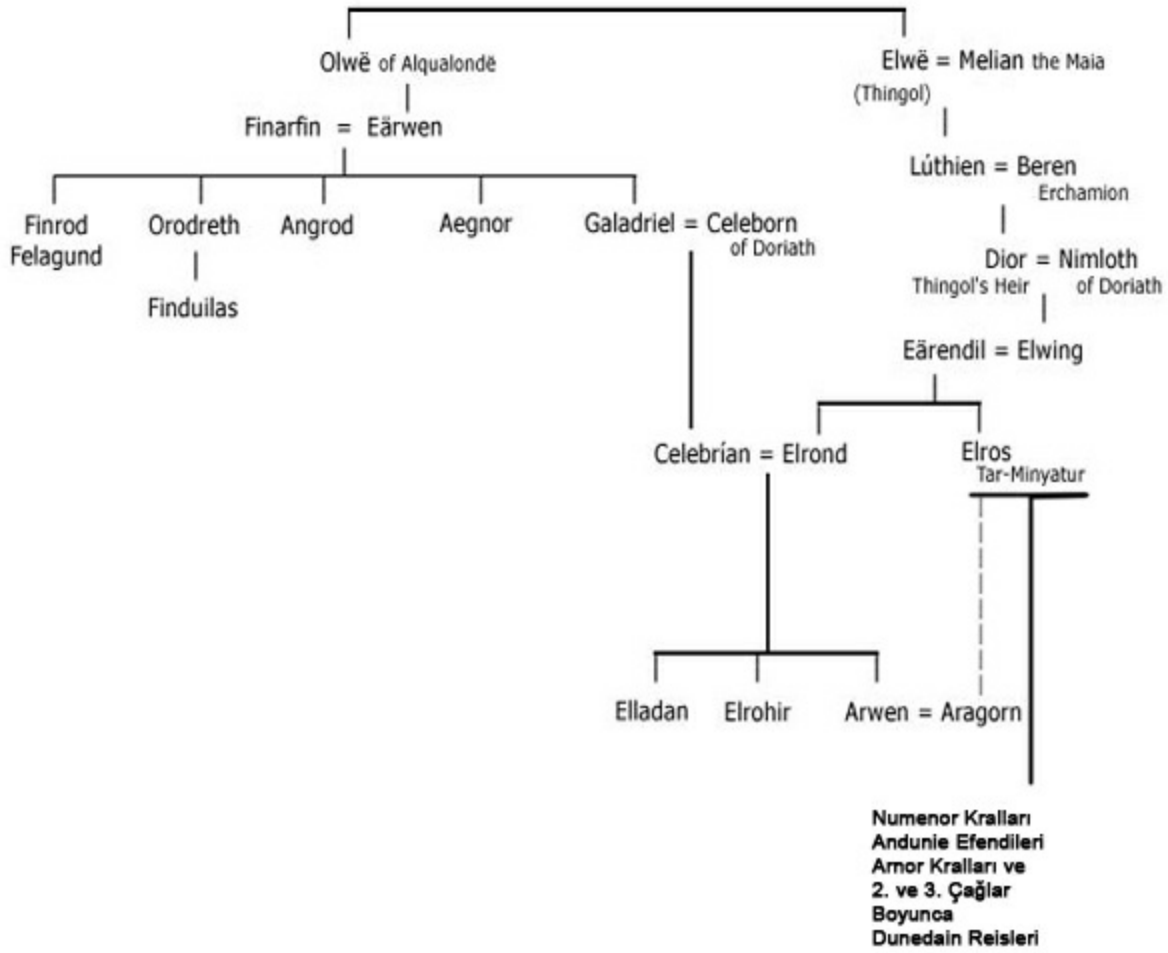 Olwë of Alqualondë
Elwë = Melian the Maia
(Thingol)
Finarfin = Eärwen
Lúthien = Beren
Erchamion
Finrod
Felagund
Orodreth
Angrod
Aegnor
Galadriel = Celeborn
of Doriath
Dior = Nimloth
Thingol's Heir of Doriath
Finduilas
Eärendil = Elwing
Celebrían = Elrond
Elros
Tar-Minyatur
Elladan
Elrohir
Arwen = Aragorn
Numenor Kralları
Andunie Efendileri
Arnor Kralları ve
2. ve 3. Çağlar
Boyunca
Dunedain Reisleri